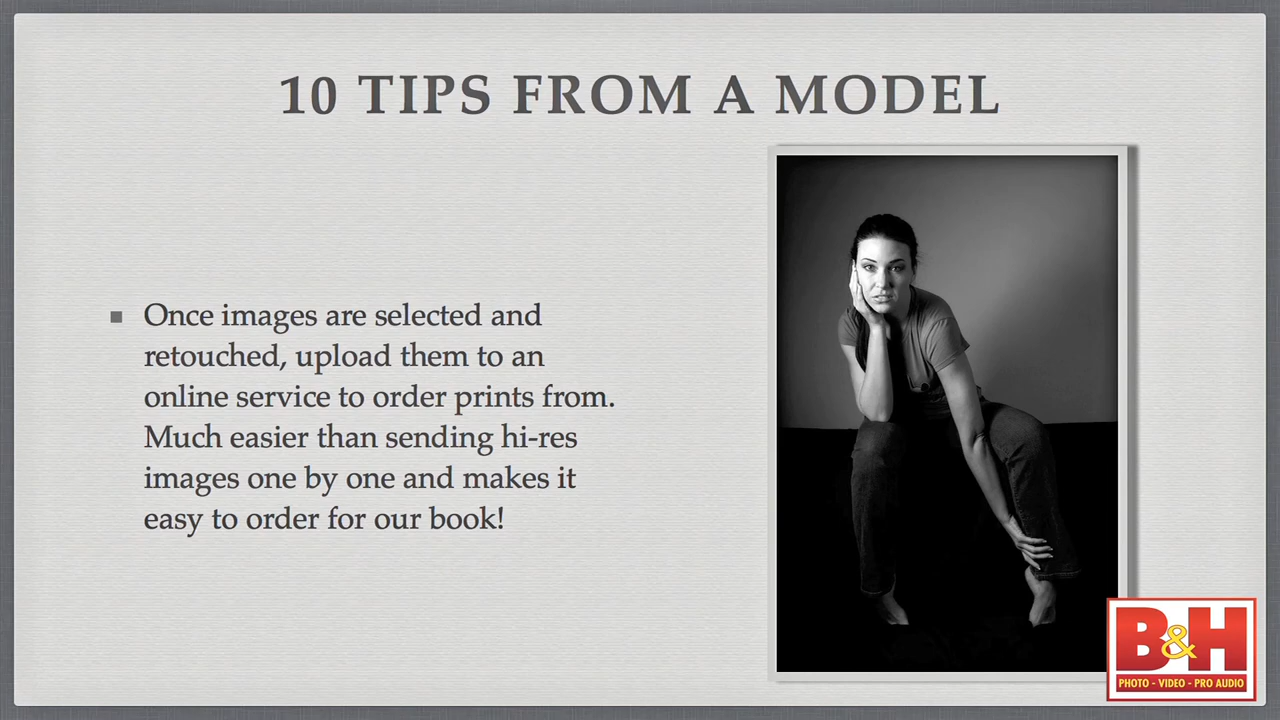 10 TIPS FROM A MODEL
Once images are selected and
retouched, upload them to an
online service to order prints from.
Much easier than sending hi-res
images one by one and makes it
easy to order for our book!
B&H
PHOTO - VIDEO - PRO AUDIO